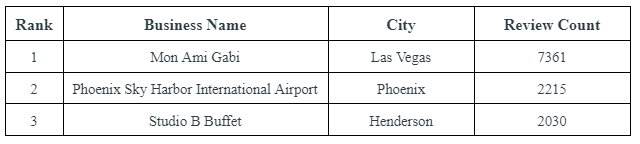 Rank Business Name City Review Count
1 Mon Ami Gabi Las Vegas 7361
2 Phoenix Sky Harbor International Airport Phoenix 2215
3 Studio B Buffet Henderson 2030